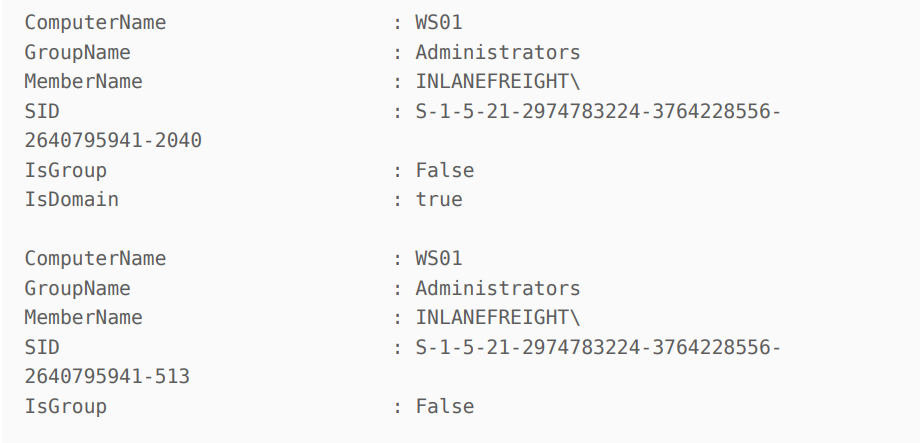 ComputerName : WS01
GroupName : Administrators
MemberName : INLANEFREIGHT\
SID : S-1-5-21-2974783224-3764228556-
2640795941-2040
IsGroup : False
IsDomain : true
ComputerName : WS01
GroupName : Administrators
MemberName : INLANEFREIGHT\
SID : S-1-5-21-2974783224-3764228556-
2640795941-513
IsGroup : False